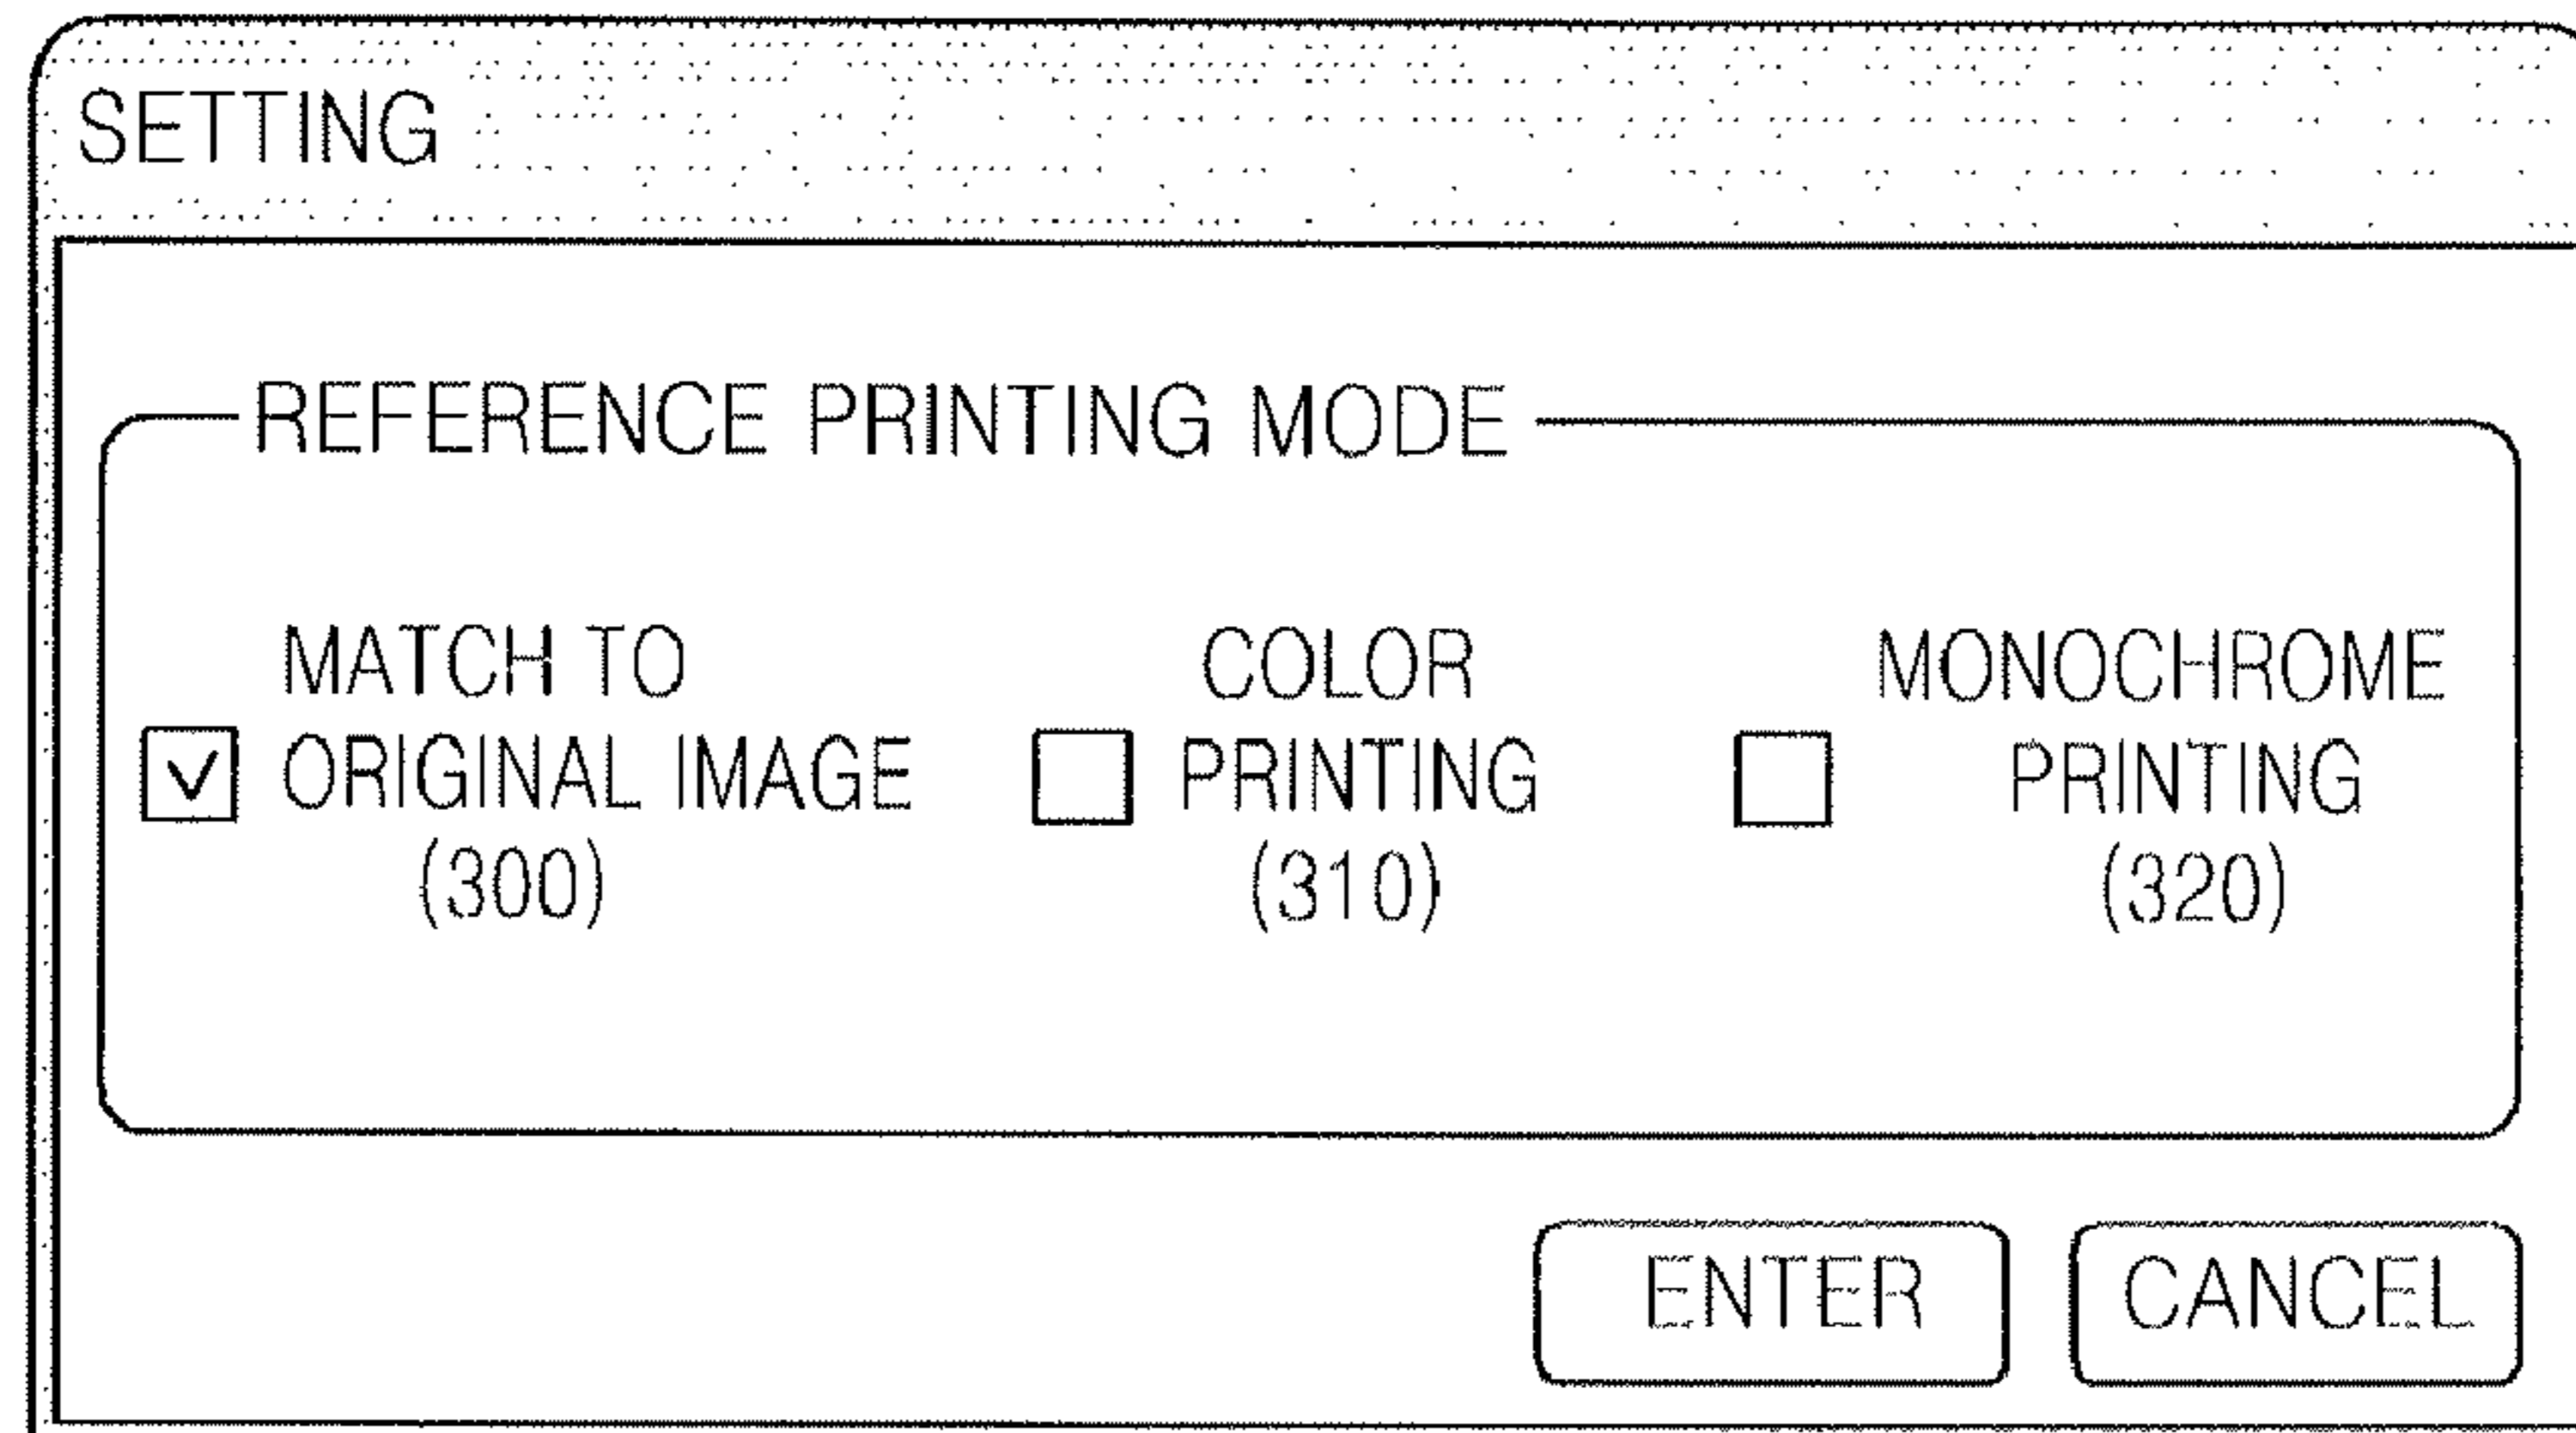 SETTING
REFERENCE PRINTING MODE
MATCH TO
ORIGINAL IMAGE
(300)
COLOR
PRINTING
(310)
MONOCHROME
PRINTING
(320)
ENTER
CANCEL